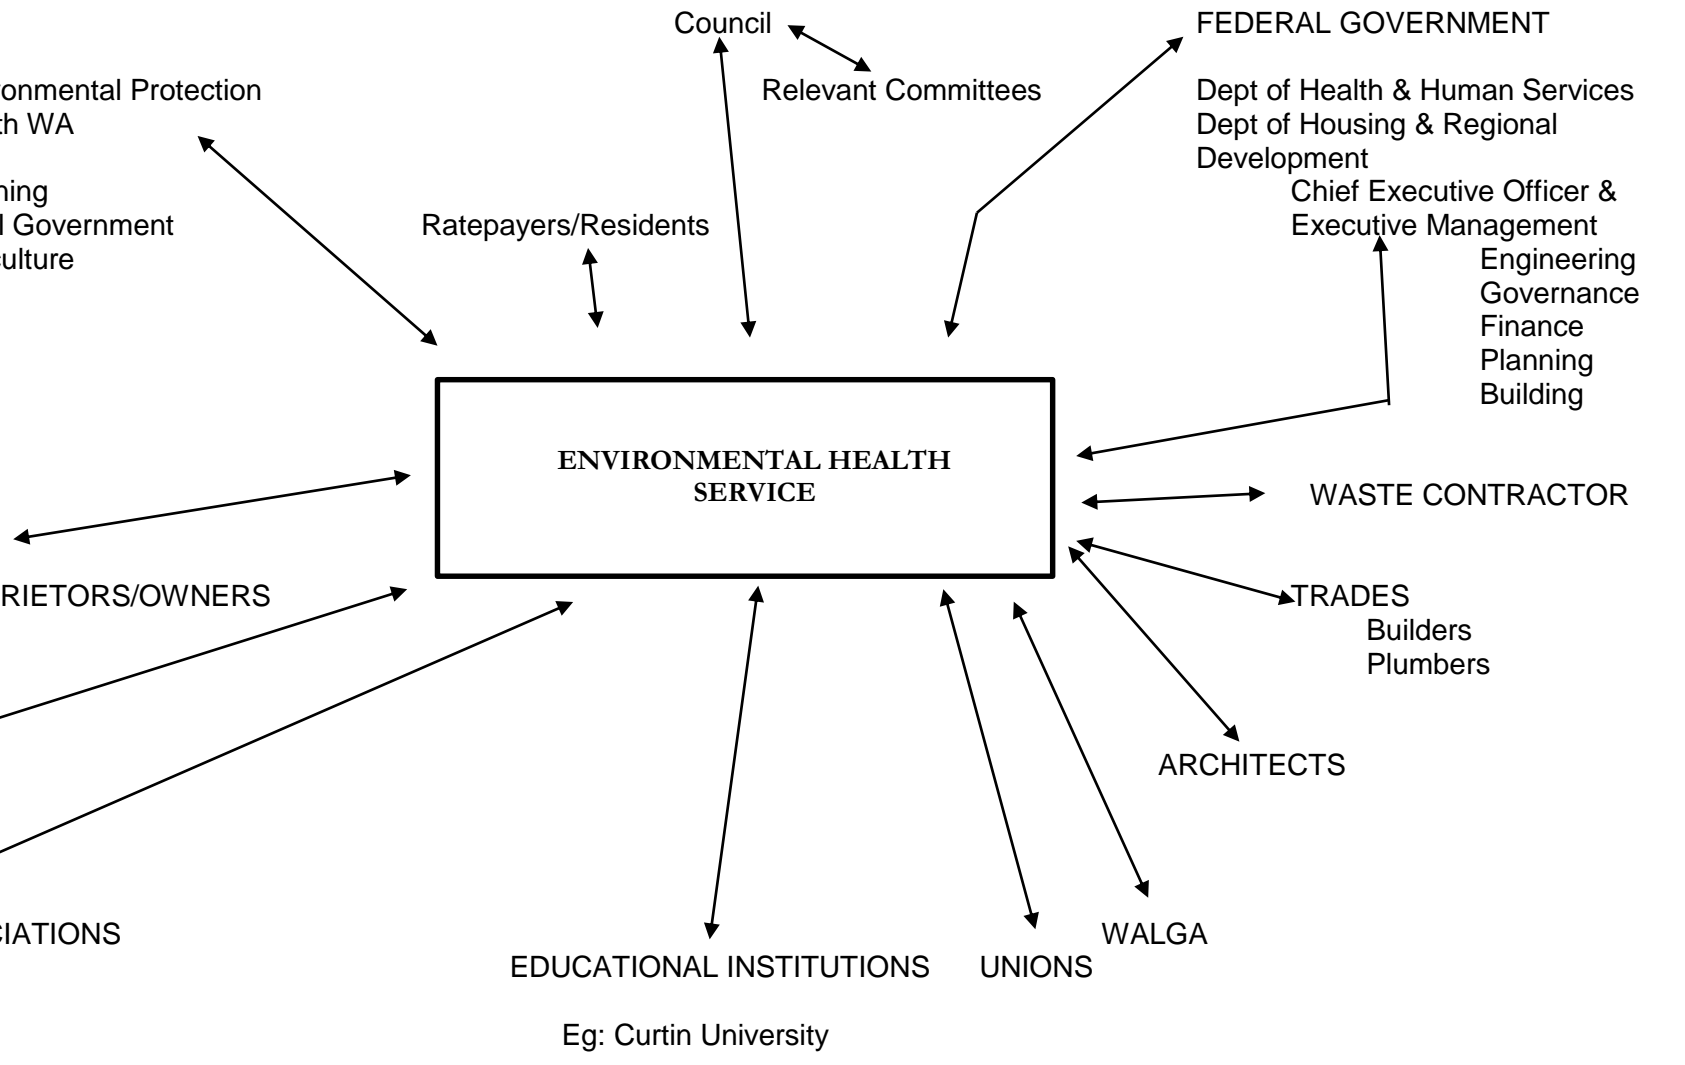 Council
FEDERAL GOVERNMENT
onmental Protection
Relevant Committees
Dept of Health & Human Services
th WA
Dept of Housing & Regional
Development
ning
Chief Executive Officer &
l Government
Ratepayers/Residents
Executive Management
culture
Engineering
Governance
Finance
Planning
Building
ENVIRONMENTAL HEALTH
SERVICE
WASTE CONTRACTOR
RIETORS/OWNERS
TRADES
Builders
Plumbers
ARCHITECTS
CIATIONS
WALGA
EDUCATIONAL INSTITUTIONS
UNIONS
Eg: Curtin University